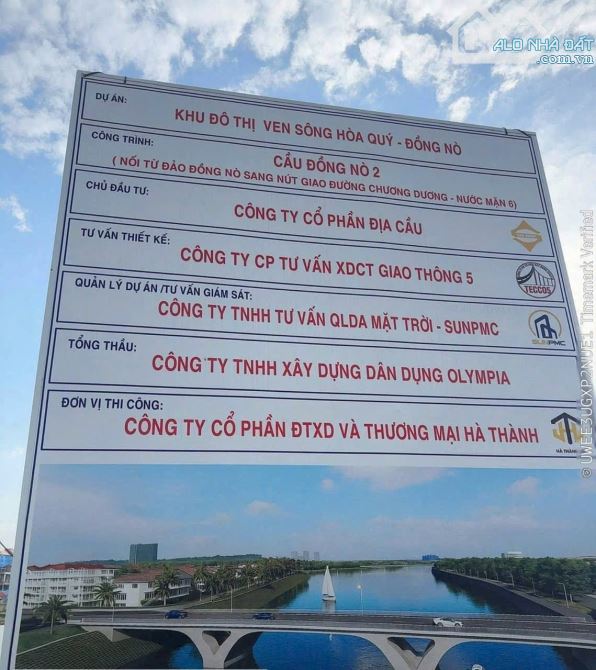 ALO NHÀ ĐẤT
.com.vn
DỰ ÁN:
KHU ĐÔ THỊ VEN SÔNG HÒA QUÝ - ĐỒNG NÒ
CÔNG TRÌNH:
CẦU ĐỒNG NÒ 2
( NỐI TỪ ĐẢO ĐỒNG NÒ SANG NÚT GIAO ĐƯỜNG CHƯƠNG DƯƠNG - NƯỚC MẶN 6)
CHỦ ĐẦU TƯ:
CÔNG TY CỔ PHẦN ĐỊA CẦU
TƯ VẤN THIẾT KẾ:
CÔNG TY CP TƯ VẤN XDCT GIAO THÔNG 5
TECCO5
QUẢN LÝ DỰ ÁN /TƯ VẤN GIÁM SÁT:
CÔNG TY TNHH TƯ VẤN QLDA MẶT TRỜI - SUNPMC
SUNPMC
TỔNG THẦU:
CÔNG TY TNHH XÂY DỰNG DÂN DỤNG OLYMPIA
ĐƠN VỊ THI CÔNG:
CÔNG TY CỔ PHẦN ĐTXD VÀ THƯƠNG MẠI HÀ THÀNH
HÀ THÀNH
© UWEE3UGXP2NUE1 Timemark Verified